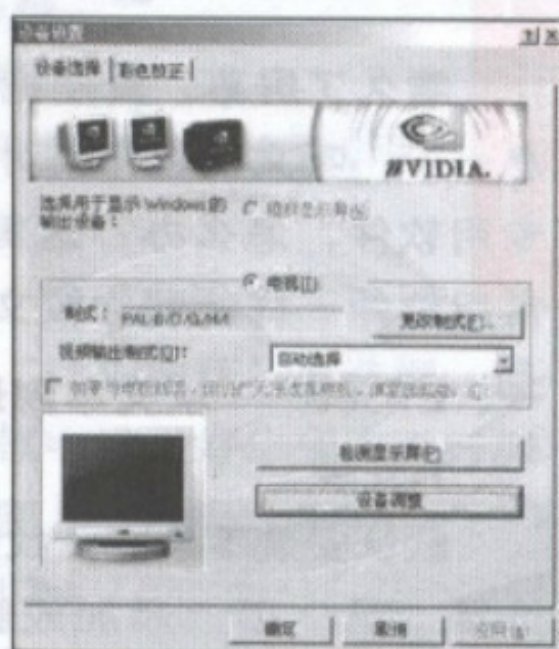 设备选择 彩色校正
NVIDIA.
选择用于显示 Windows 的
输出设备：
电视(T)
制式： PAL-B/D/G/H/I 更改制式(F)...
视频输出制式(O)： 自动选择
检测显示屏(P)
设备调整
确定 取消 应用(A)